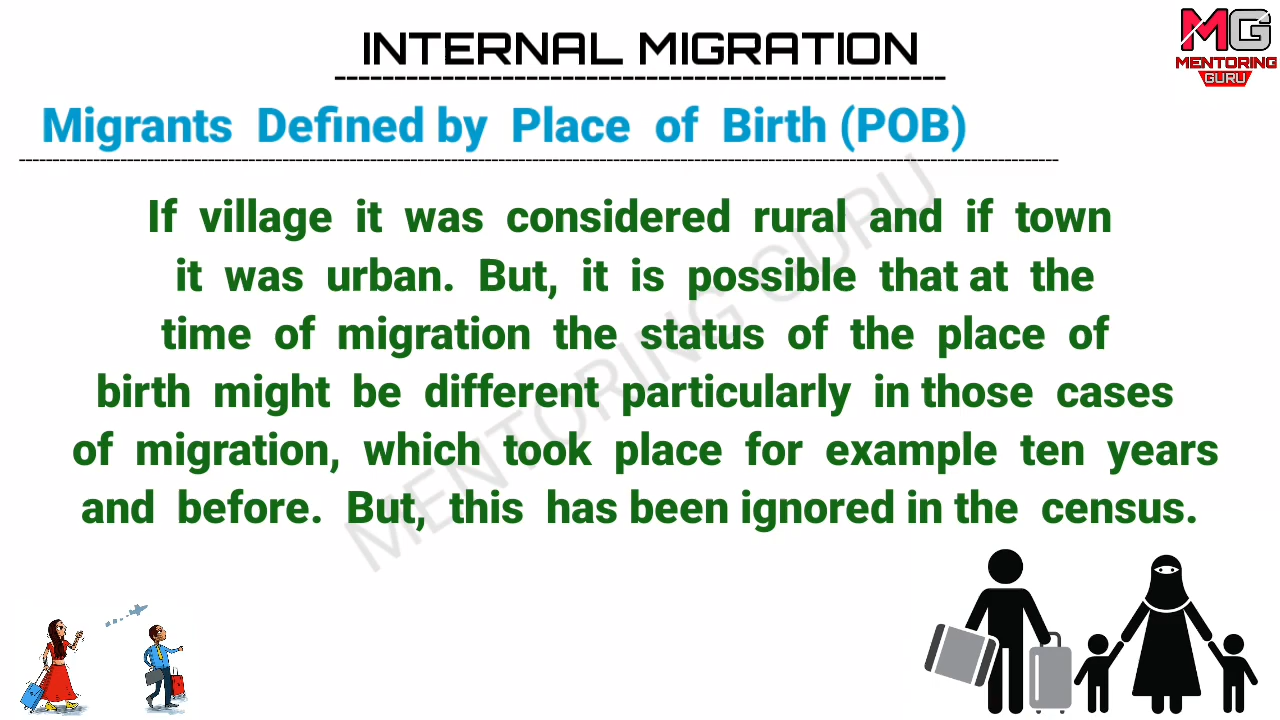 INTERNAL MIGRATION
MG
MENTORING
GURU
Migrants Defined by Place of Birth (POB)
If village it was considered rural and if town
it was urban. But, it is possible that at the
time of migration the status of the place of
birth might be different particularly in those cases
of migration, which took place for example ten years
and before. But, this has been ignored in the census.
MENTORING GURU